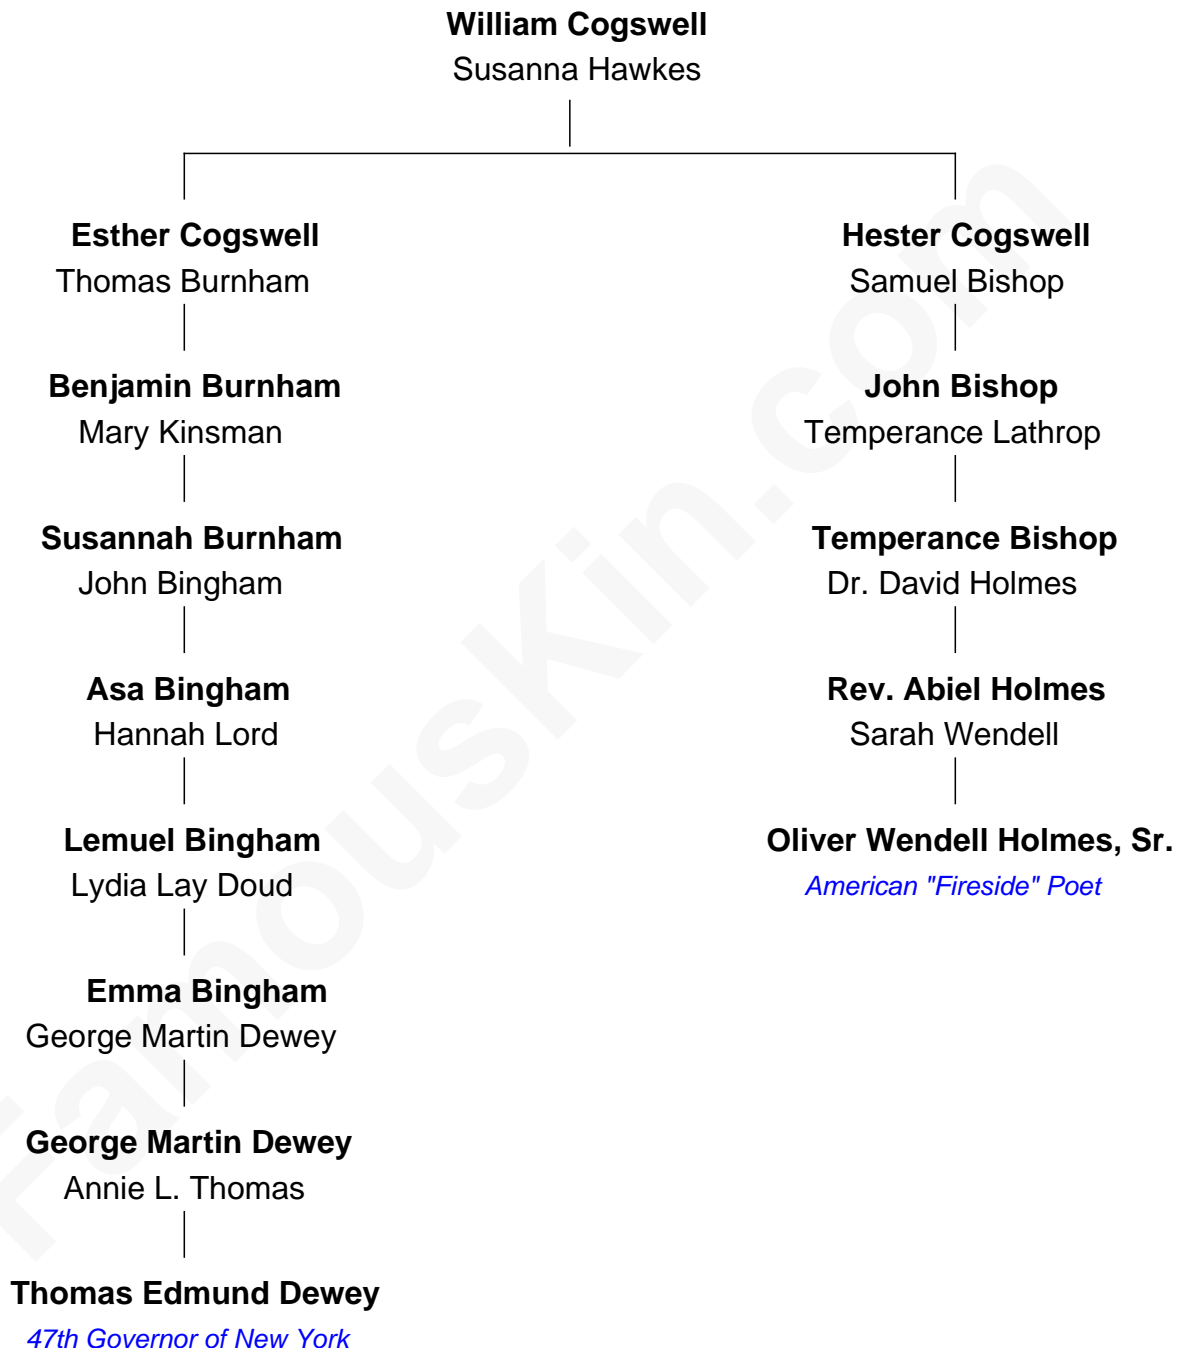 William Cogswell
Susanna Hawkes
Esther Cogswell
Thomas Burnham
Hester Cogswell
Samuel Bishop
Benjamin Burnham
Mary Kinsman
John Bishop
Temperance Lathrop
Susannah Burnham
John Bingham
Temperance Bishop
Dr. David Holmes
Asa Bingham
Hannah Lord
Rev. Abiel Holmes
Sarah Wendell
Lemuel Bingham
Lydia Lay Doud
Oliver Wendell Holmes, Sr.
American "Fireside" Poet
Emma Bingham
George Martin Dewey
George Martin Dewey
Annie L. Thomas
Thomas Edmund Dewey
47th Governor of New York
FamousKin.com